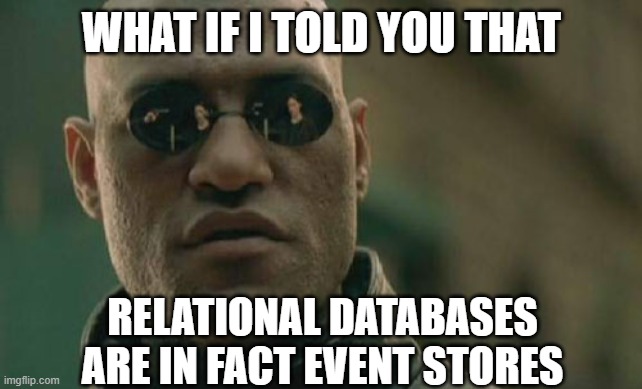 WHAT IF I TOLD YOU THAT
RELATIONAL DATABASES
ARE IN FACT EVENT STORES
imgflip.com